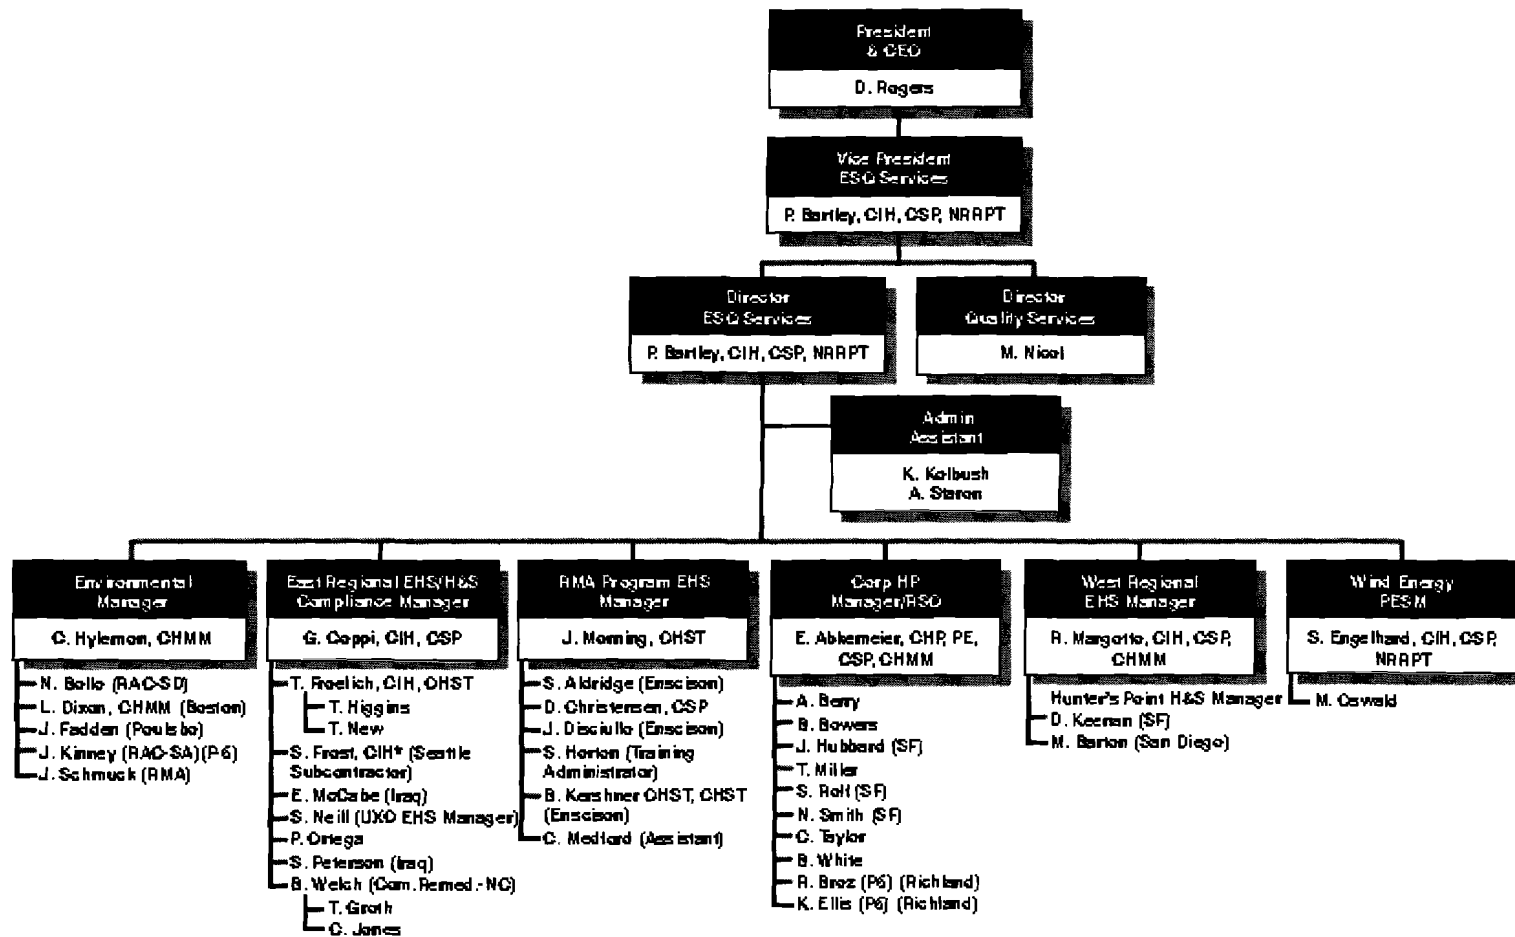 President
& CEO
D. Rogers
Vice President
ESQ Services
P. Bartley, CIH, CSP, NRRPT
Director
ESQ Services
P. Bartley, CIH, CSP, NRRPT
Director
Quality Services
M. Nicol
Admin
Assistant
K. Kolbush
A. Staron
Environmental
Manager
C. Hylemon, CHMM
N. Bollo (RAC-SD)
L. Dixon, CHMM (Boston)
J. Fadden (Poulsbo)
J. Kinney (RAC-SA)(P6)
J. Schmuck (RMA)
East Regional EHS/H&S
Compliance Manager
G. Coppi, CIH, CSP
T. Froelich, CIH, OHST
T. Higgins
T. New
S. Frost, CIH* (Seattle
Subcontractor)
E. McCabe (Iraq)
S. Neill (UXO EHS Manager)
P. Ortega
S. Peterson (Iraq)
B. Welch (Com.Remed.-NC)
T. Groth
C. Jones
RMA Program EHS
Manager
J. Morning, OHST
S. Aldridge (Enscison)
D. Christensen, CSP
J. Disciullo (Enscison)
S. Horton (Training
Administrator)
B. Kershner OHST, CHST
(Enscison)
C. Medford (Assistant)
Corp HP
Manager/RSO
E. Abkemeier, CHP, PE,
CSP, CHMM
A. Berry
B. Bowers
J. Hubbard (SF)
T. Miller
S. Roll (SF)
N. Smith (SF)
C. Taylor
B. White
R. Broz (P6) (Richland)
K. Ellis (P6) (Richland)
West Regional
EHS Manager
R. Margotto, CIH, CSP,
CHMM
Hunter's Point H&S Manager
D. Keenan (SF)
M. Barton (San Diego)
Wind Energy
PESM
S. Engelhard, CIH, CSP,
NRRPT
M. Oswald